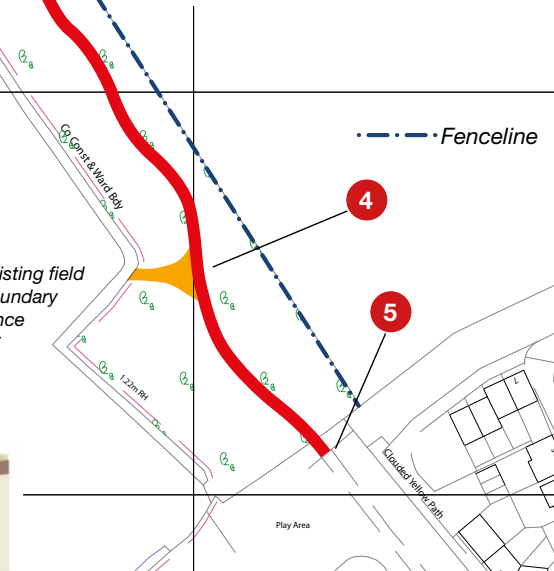 Fenceline
Co Const & Ward Bdy
4
isting field
undary
nce
5
1.22m RH
L
Clouded Yellow Path
Play Area